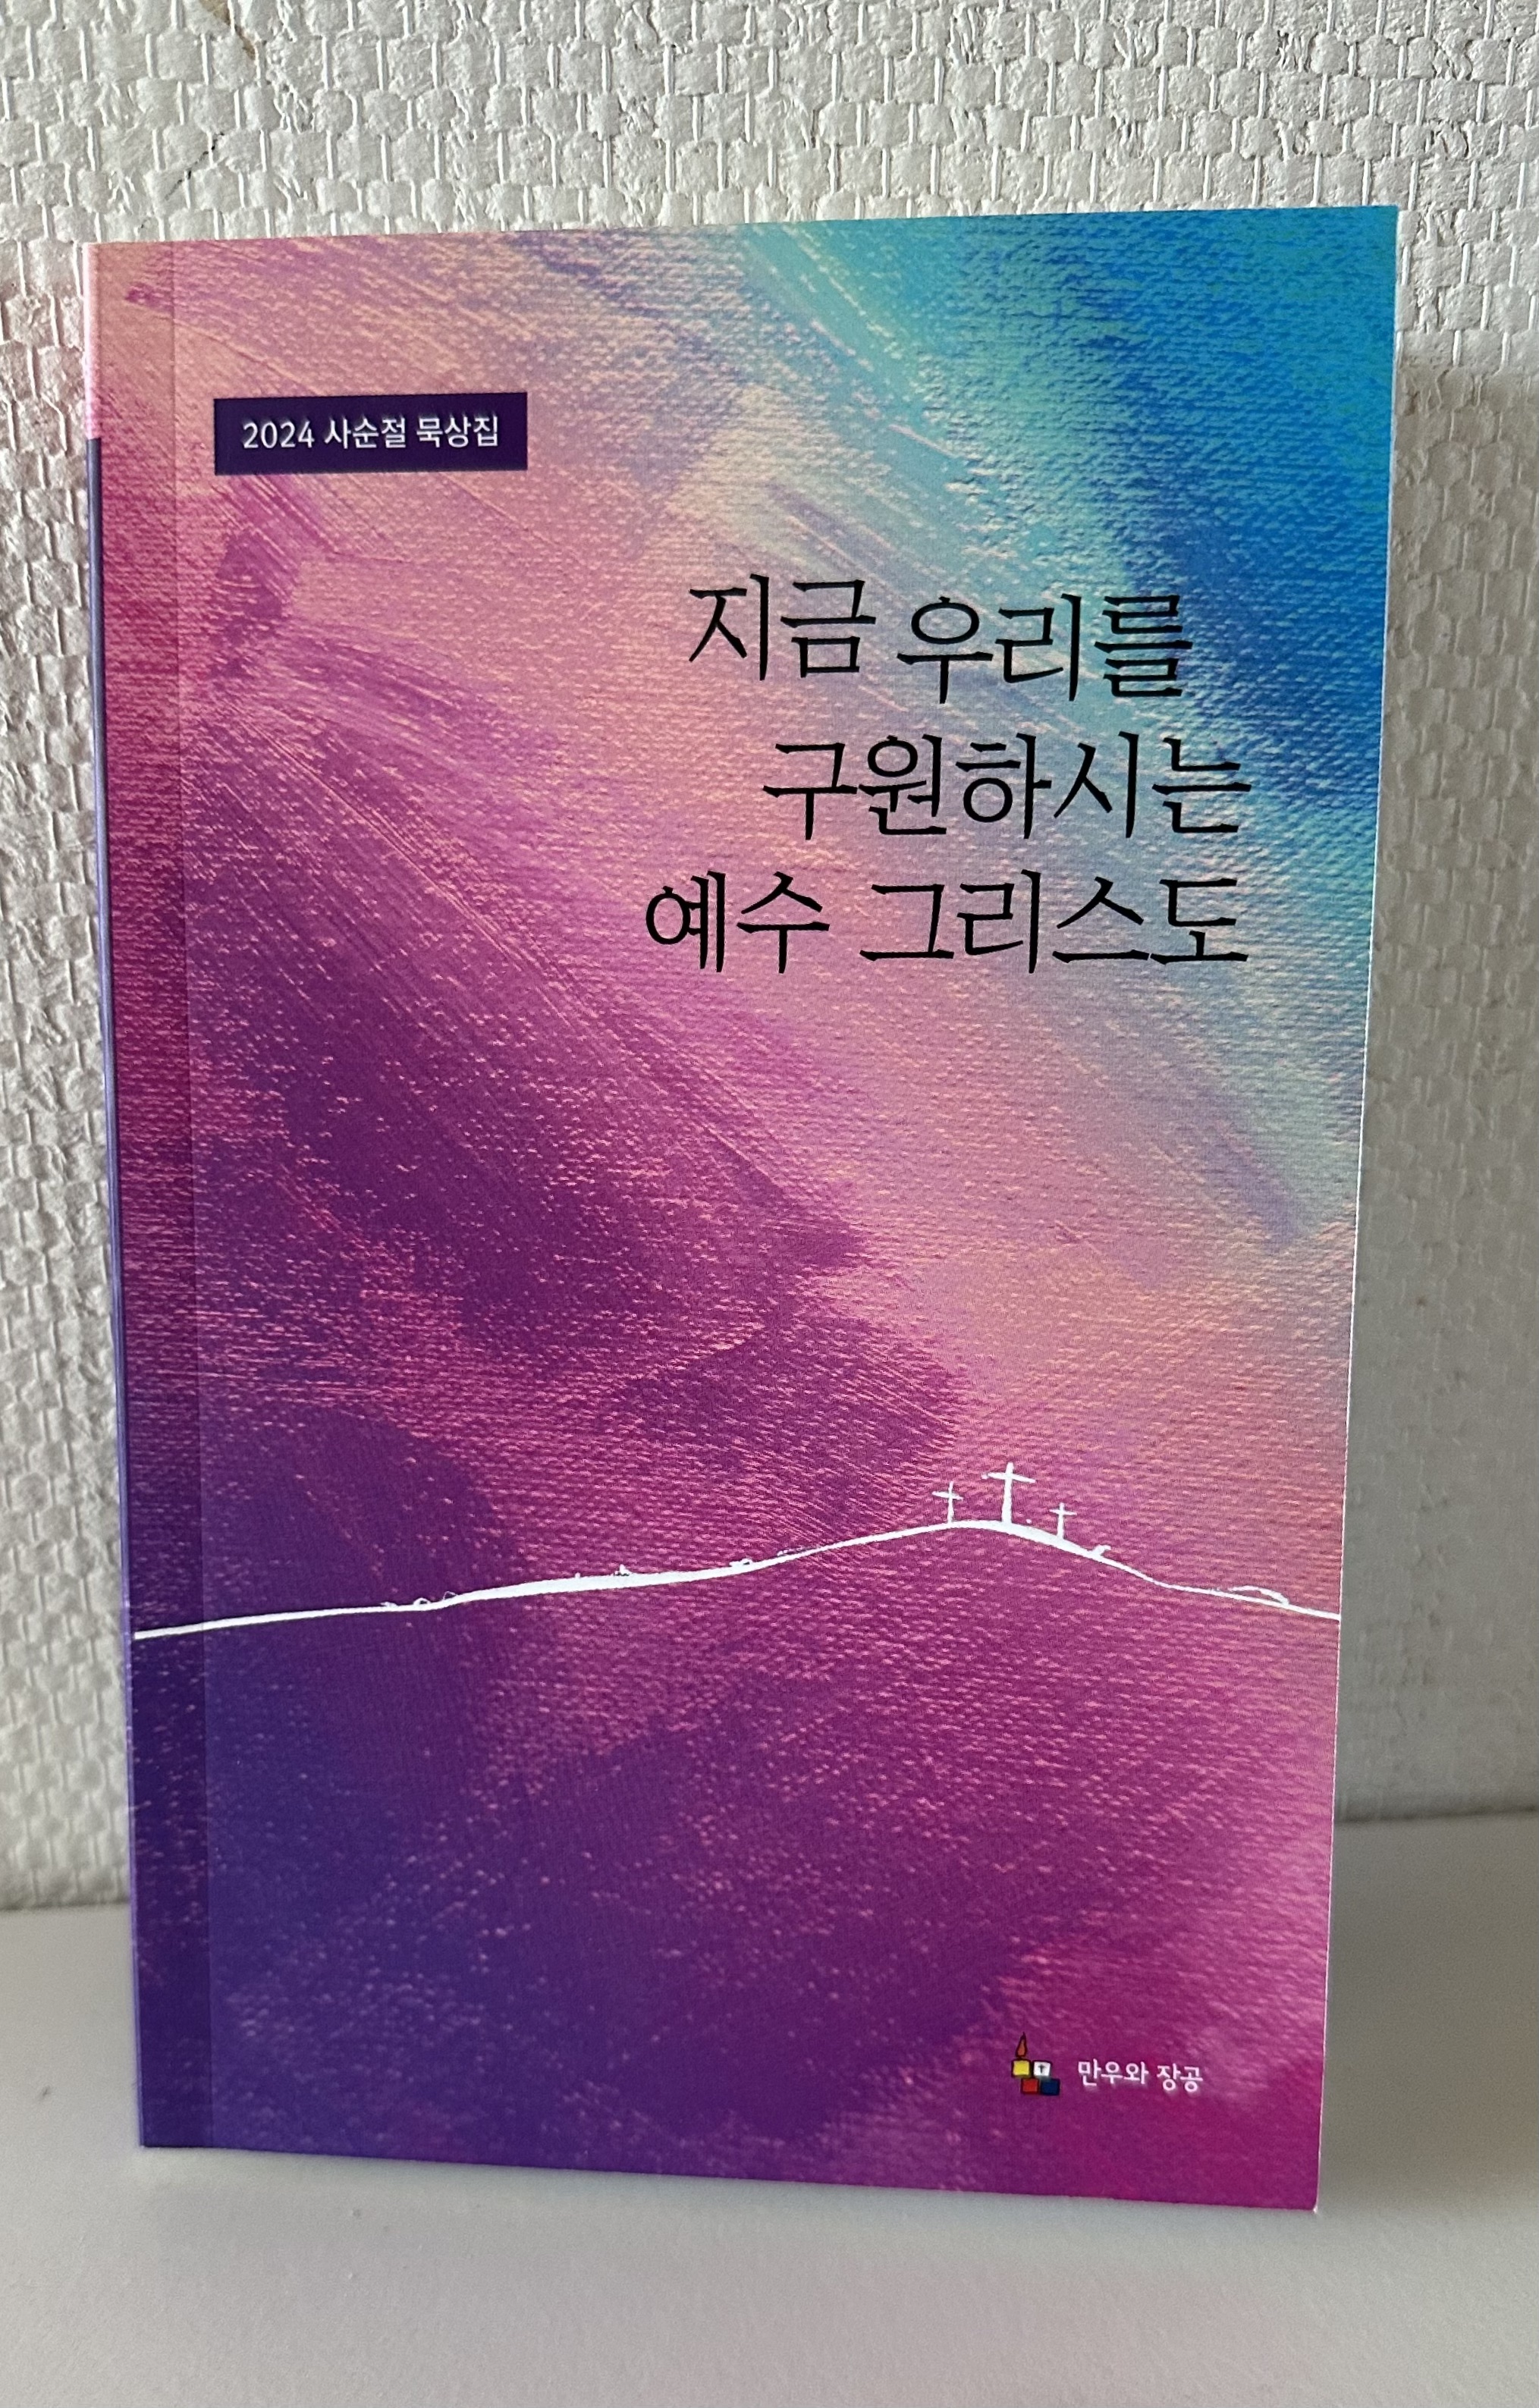 2024 사순절 묵상집
지금 우리를
구원하시는
예수 그리스도
만우와 장공